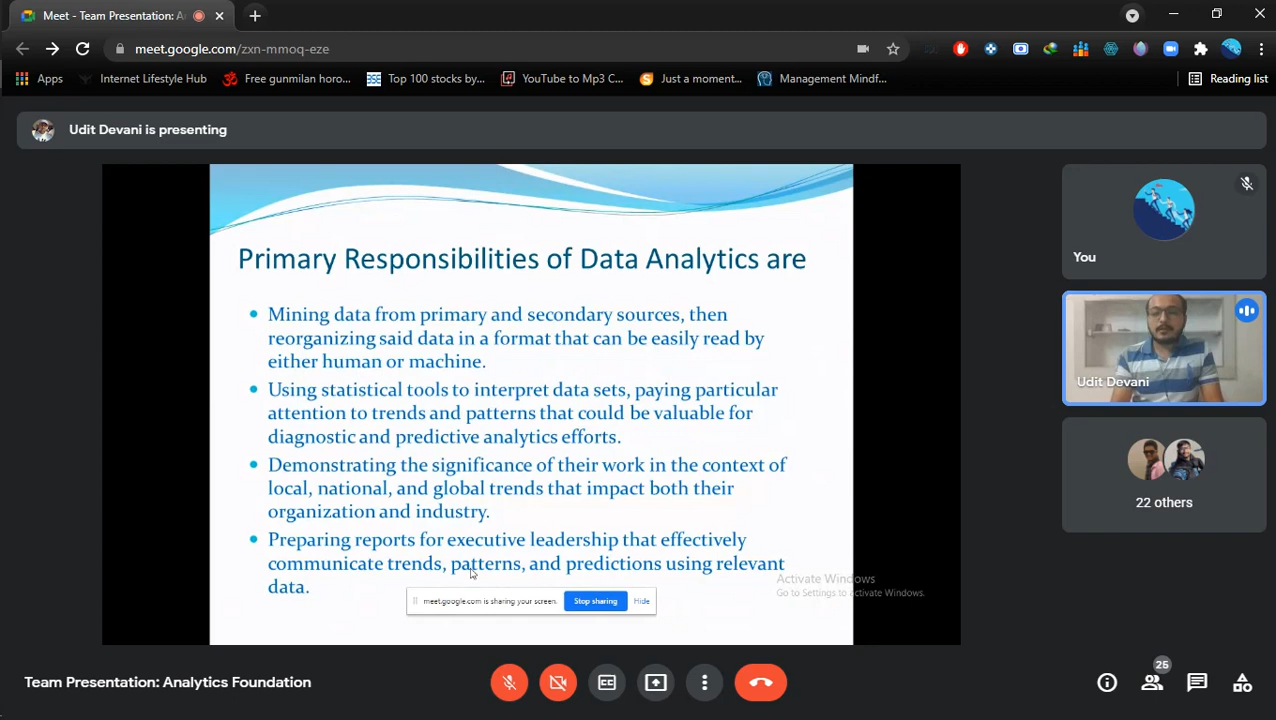 Meet - Team Presentation: A
meet.google.com/zxn-mmoq-eze
Apps
Internet Lifestyle Hub
Free gunmilan horo...
Top 100 stocks by...
YouTube to Mp3 C...
Just a moment...
Management Mindf...
Reading list
Udit Devani is presenting
Primary Responsibilities of Data Analytics are
Mining data from primary and secondary sources, then
reorganizing said data in a format that can be easily read by
either human or machine.
Using statistical tools to interpret data sets, paying particular
attention to trends and patterns that could be valuable for
diagnostic and predictive analytics efforts.
Demonstrating the significance of their work in the context of
local, national, and global trends that impact both their
organization and industry.
Preparing reports for executive leadership that effectively
communicate trends, patterns, and predictions using relevant
data.
meet.google.com is sharing your screen.
Stop sharing
Hide
Activate Windows
Go to Settings to activate Windows.
You
Udit Devani
22 others
Team Presentation: Analytics Foundation
25